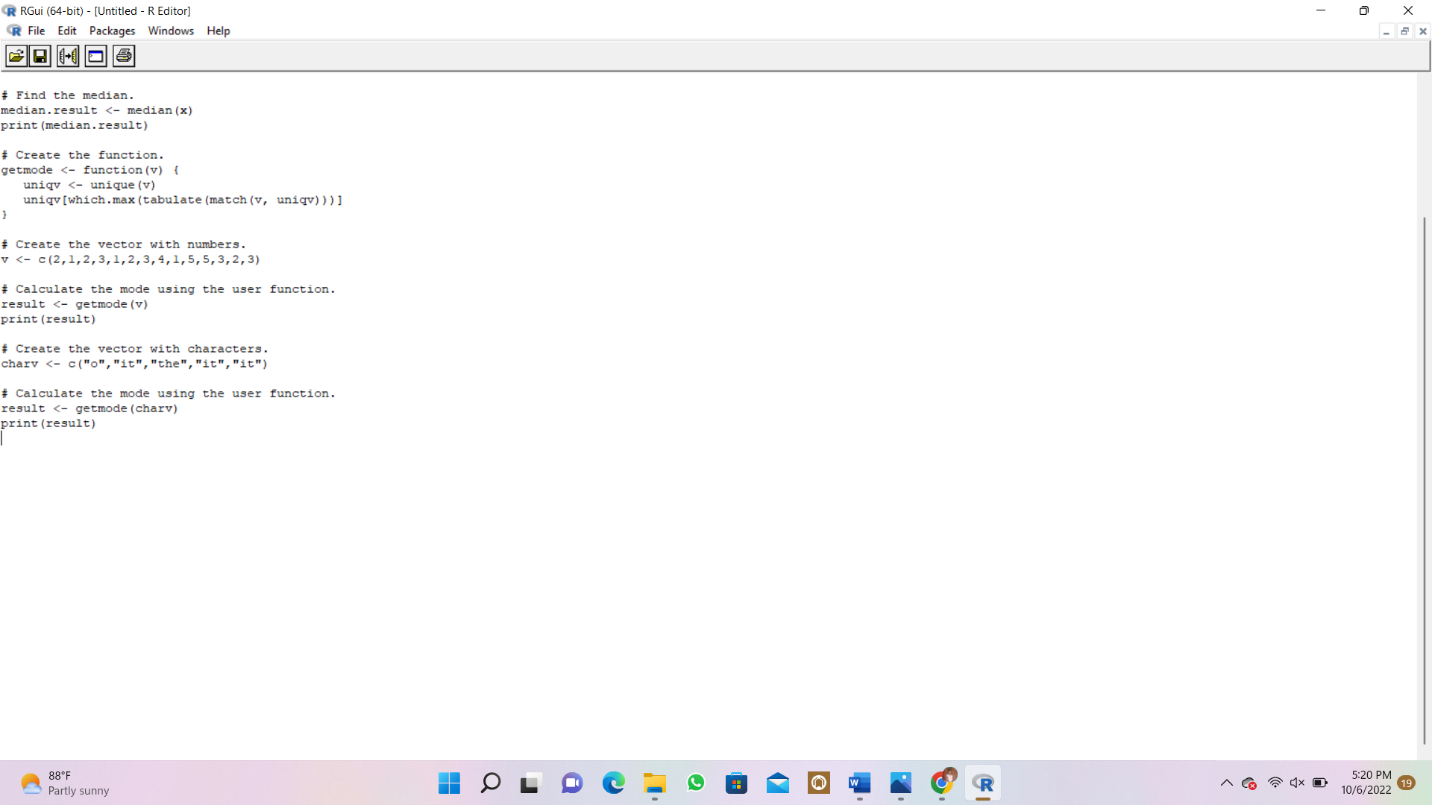 RGui (64-bit) - [Untitled - R Editor]
File Edit Packages Windows Help
# Find the median.
median.result <- median(x)
print(median.result)
# Create the function.
getmode <- function(v) {
   uniqv <- unique(v)
   uniqv[which.max(tabulate(match(v, uniqv)))]
}
# Create the vector with numbers.
v <- c(2,1,2,3,1,2,3,4,1,5,5,3,2,3)
# Calculate the mode using the user function.
result <- getmode(v)
print(result)
# Create the vector with characters.
charv <- c("o","it","the","it","it")
# Calculate the mode using the user function.
result <- getmode(charv)
print(result)
88°F
Partly sunny
5:20 PM
10/6/2022
19